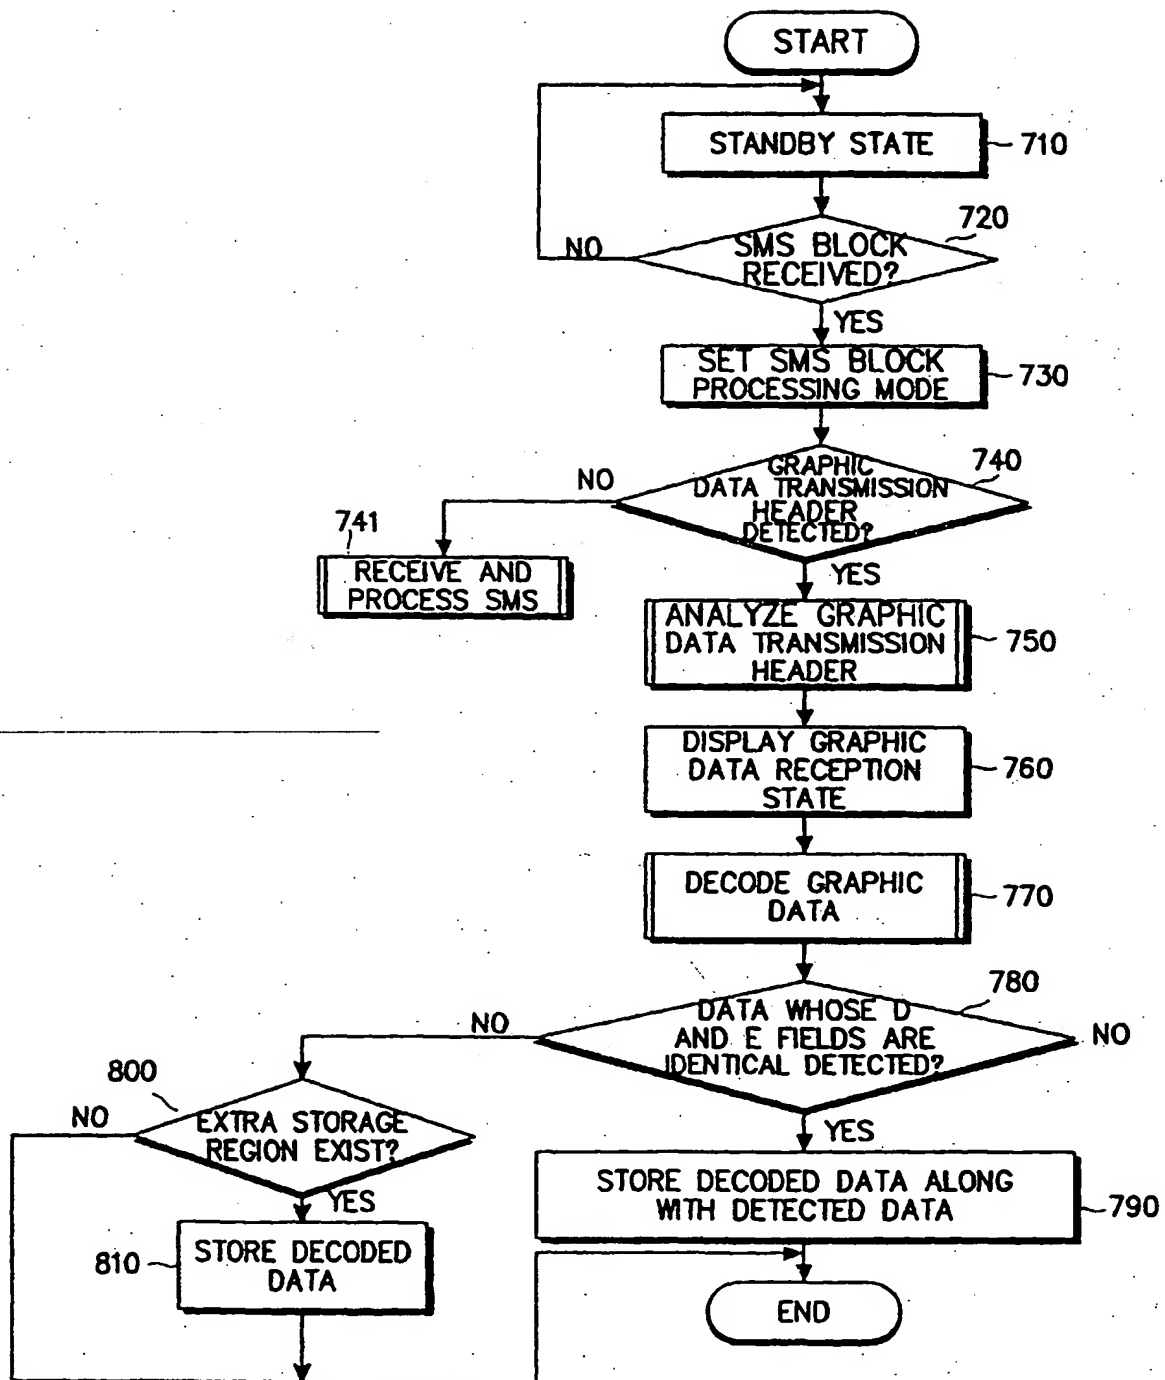 START
STANDBY STATE
710
720
SMS BLOCK
RECEIVED?
NO
YES
SET SMS BLOCK
PROCESSING MODE
730
GRAPHIC
DATA TRANSMISSION
HEADER
DETECTED?
740
NO
741
RECEIVE AND
PROCESS SMS
YES
ANALYZE GRAPHIC
DATA TRANSMISSION
HEADER
750
DISPLAY GRAPHIC
DATA RECEPTION
STATE
760
DECODE GRAPHIC
DATA
770
780
DATA WHOSE D
AND E FIELDS ARE
IDENTICAL DETECTED?
NO
NO
800
NO
EXTRA STORAGE
REGION EXIST?
YES
YES
STORE DECODED DATA ALONG
WITH DETECTED DATA
790
STORE DECODED
DATA
810
END